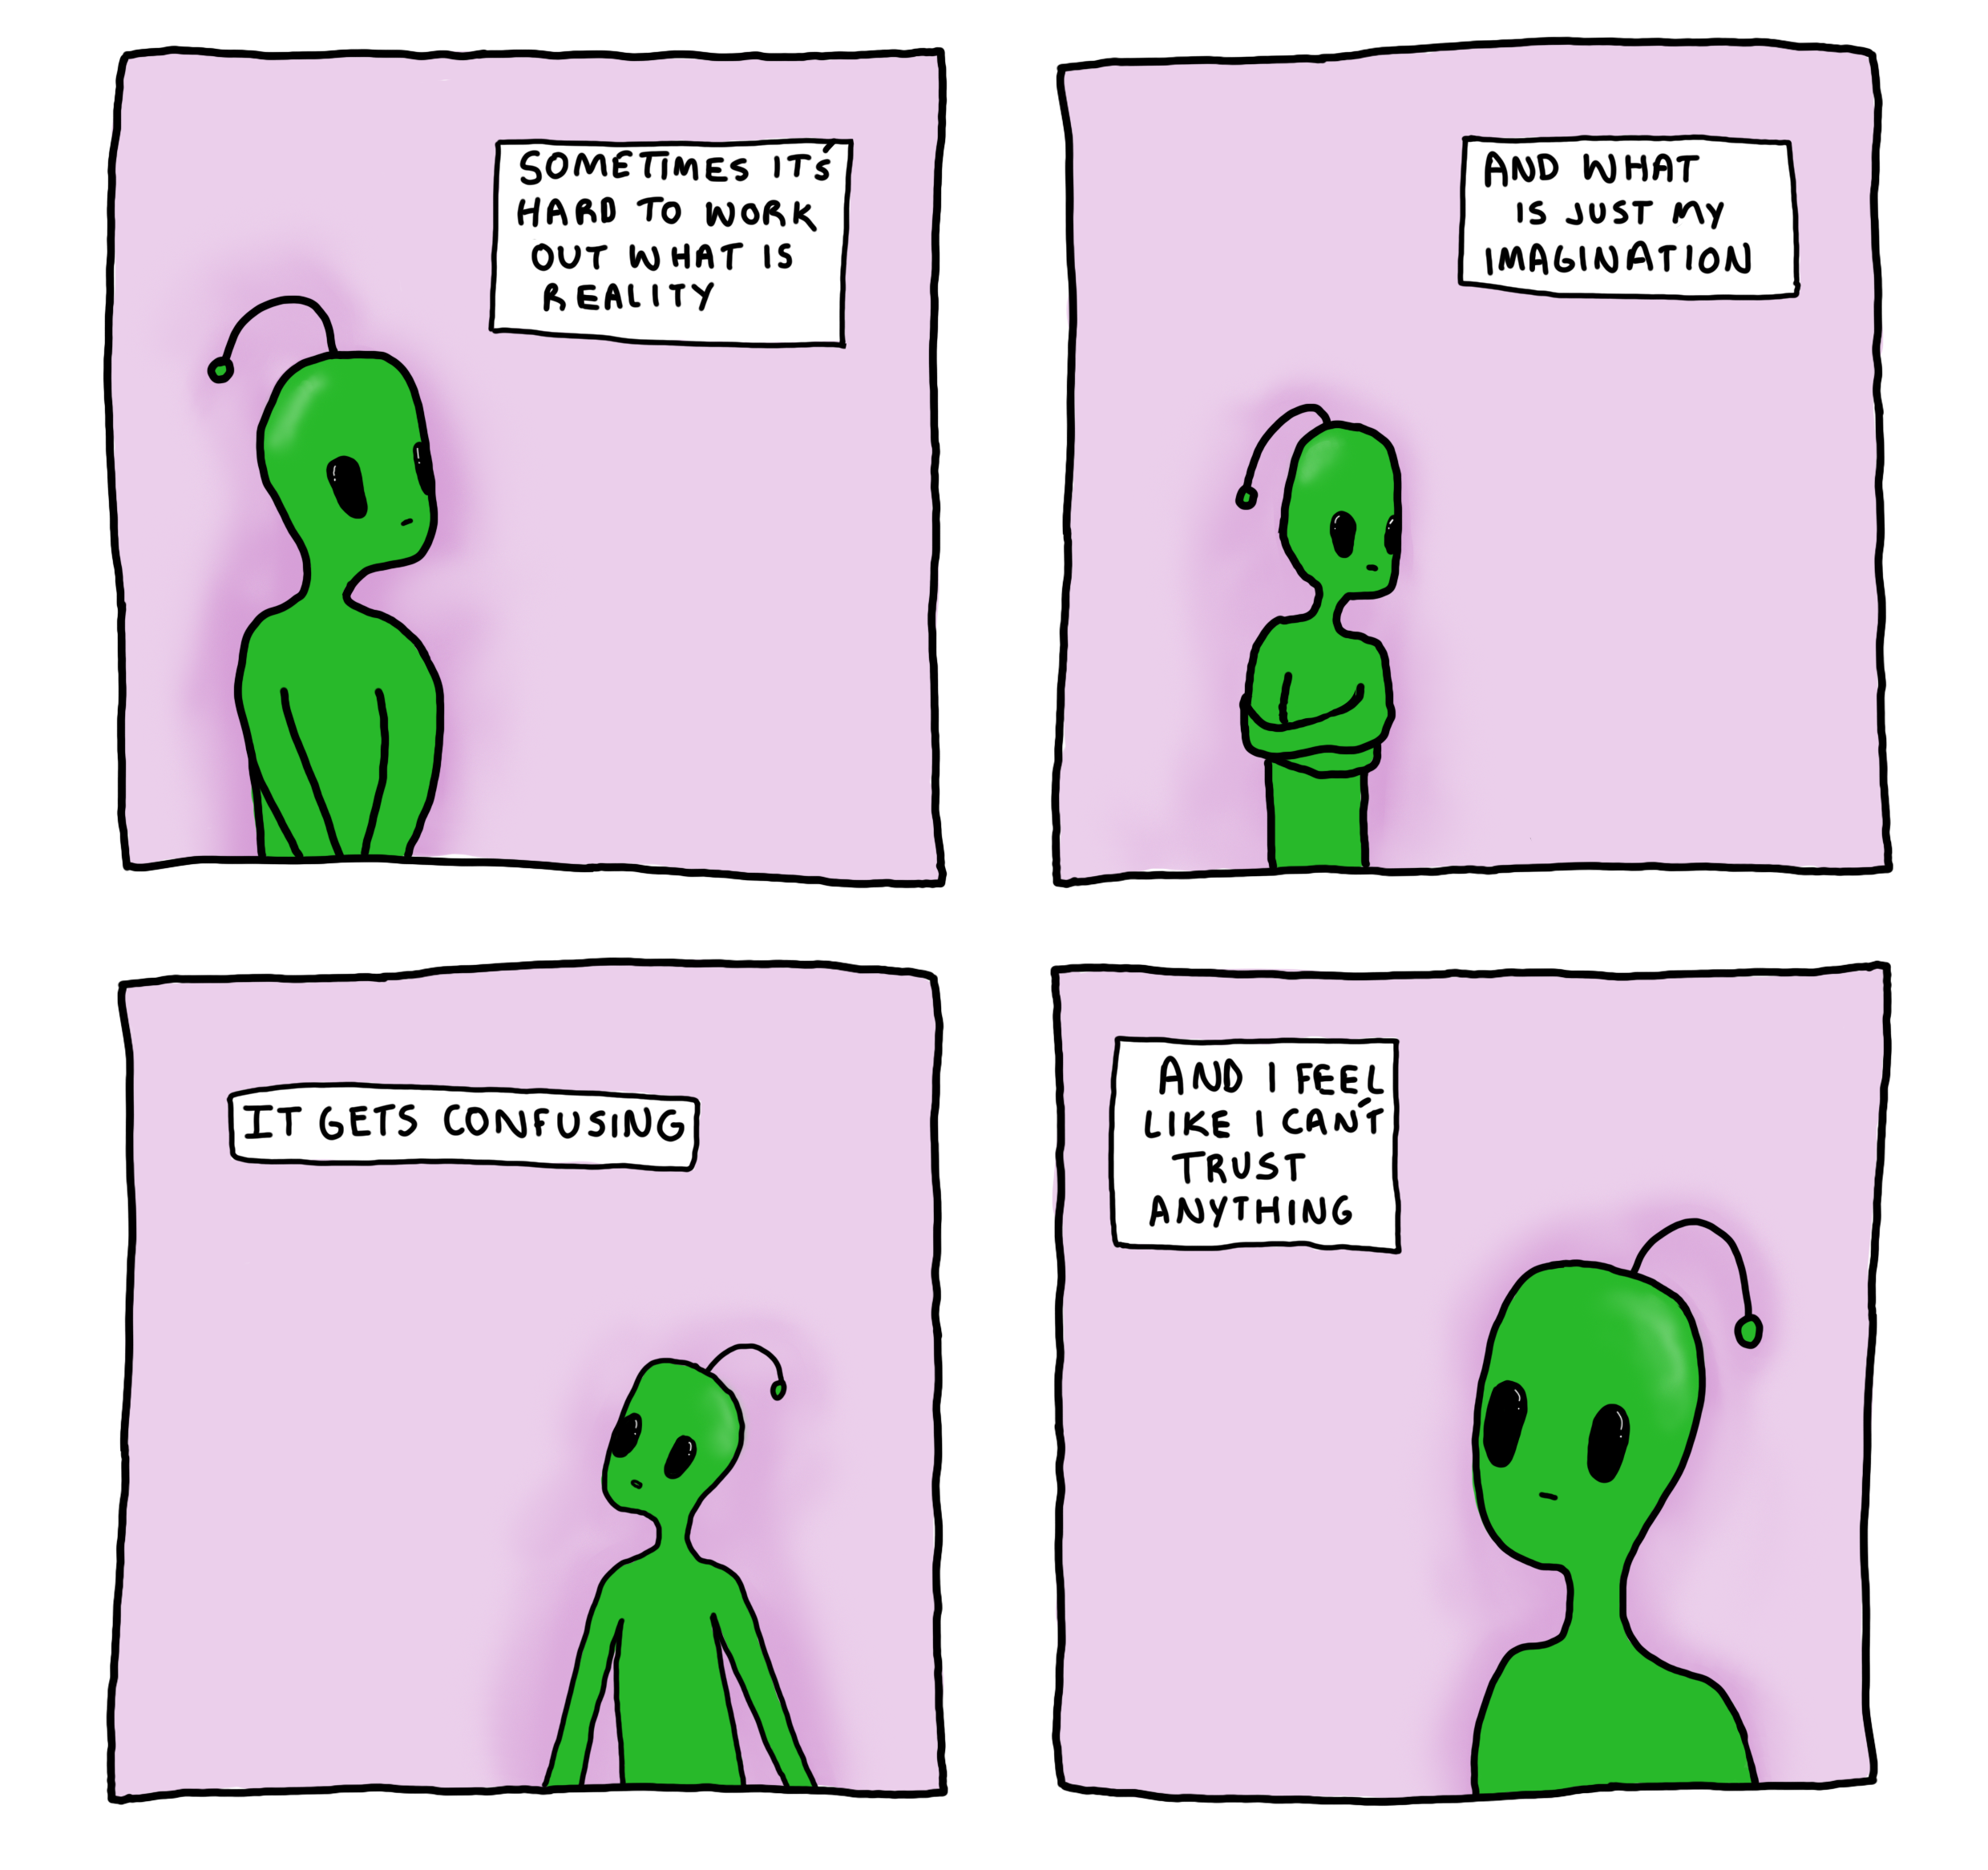 SOMETIMES IT'S
HARD TO WORK
OUT WHAT IS
REALITY
AND WHAT
IS JUST MY
IMAGINATION
IT GETS CONFUSING
AND I FEEL
LIKE I CAN'T
TRUST
ANYTHING